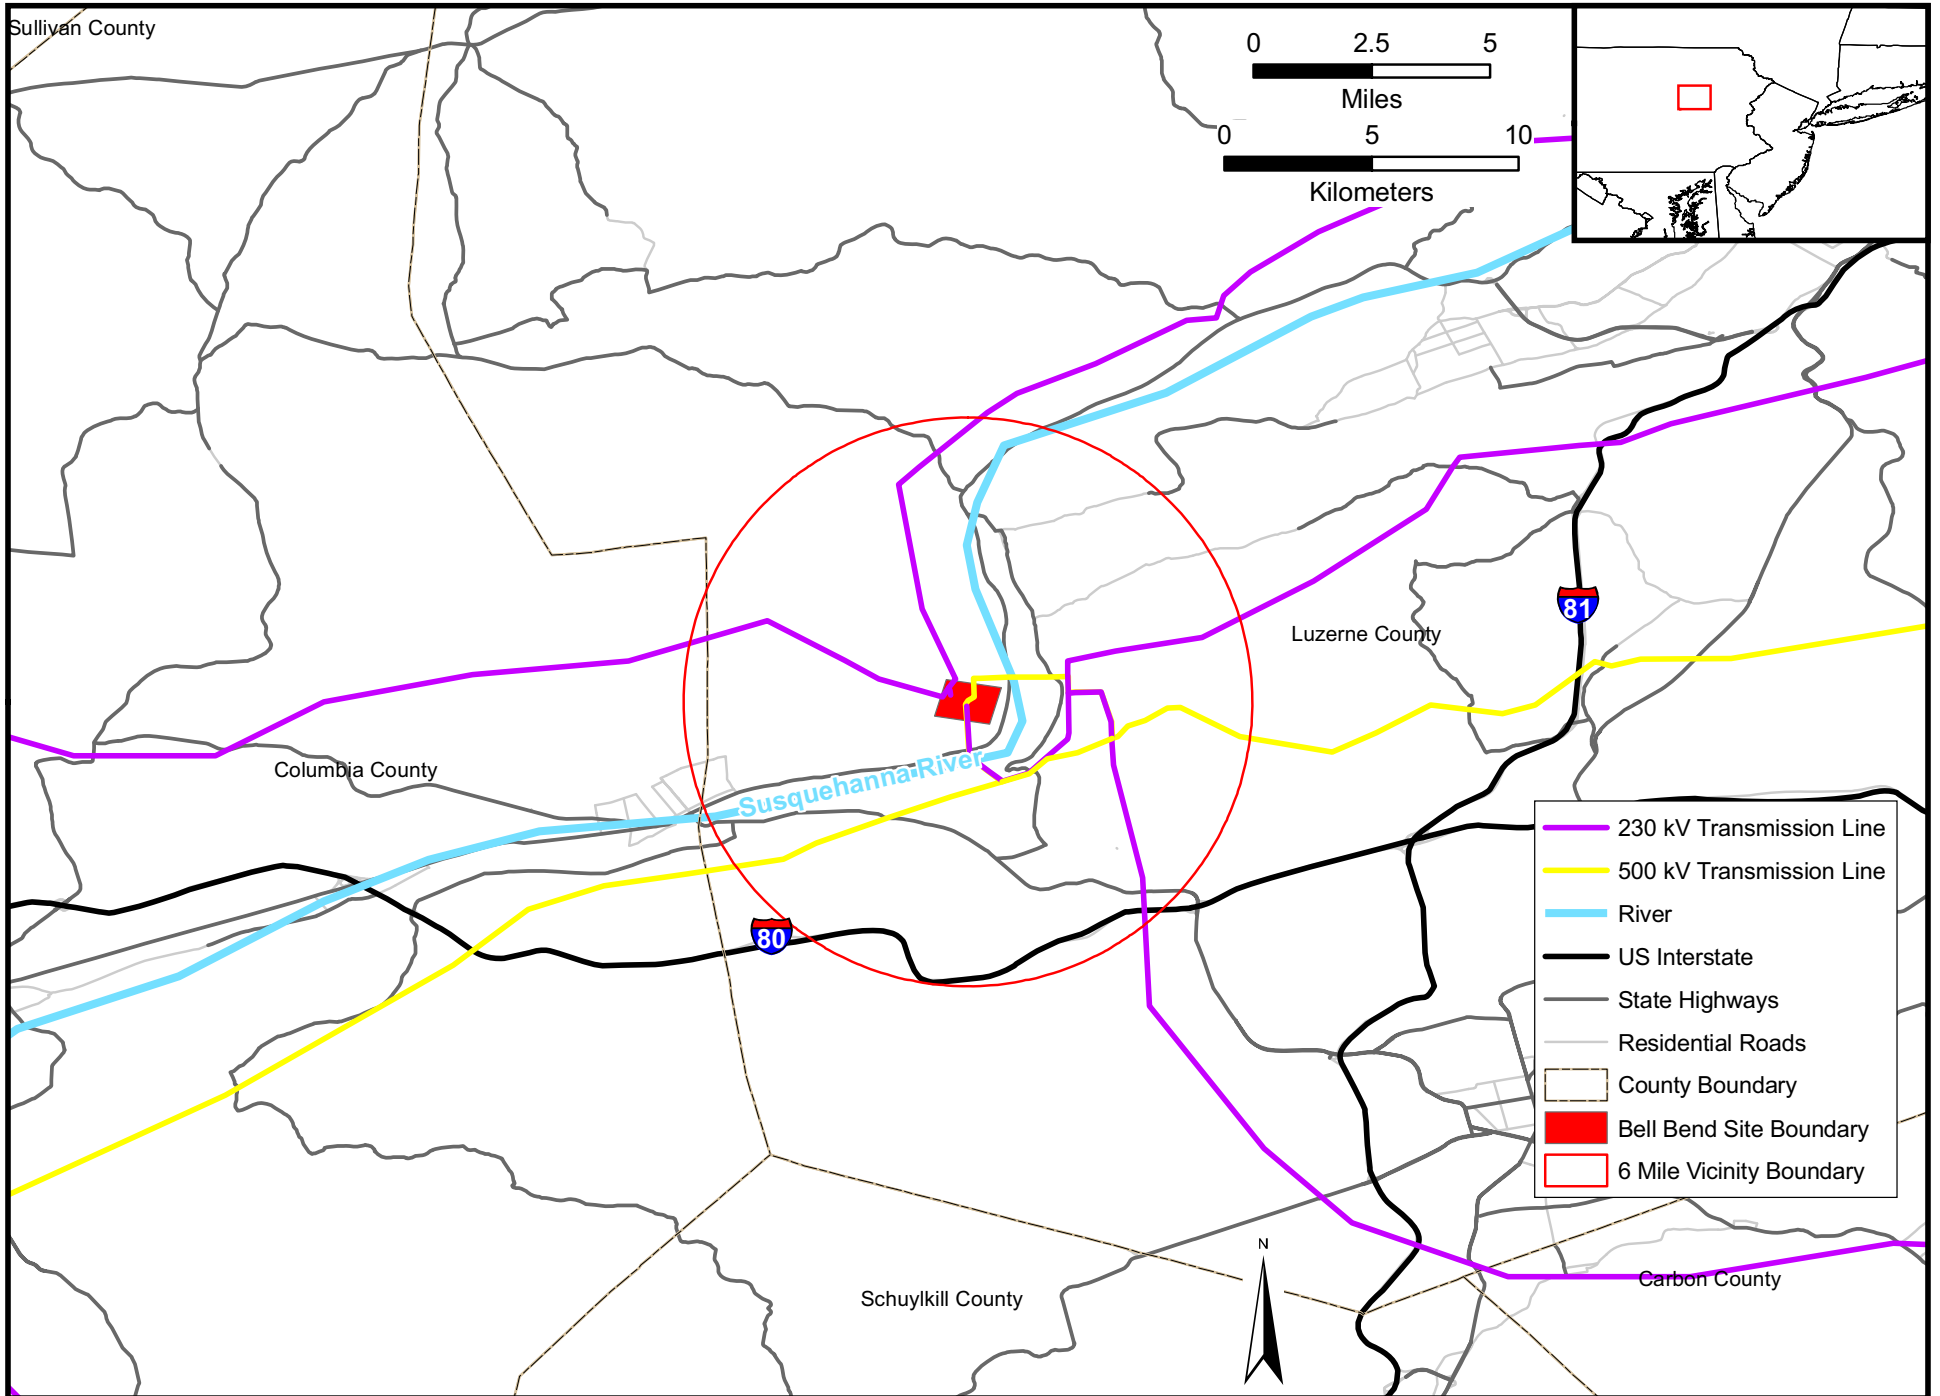 Sullivan County
0 2.5 5
Miles
0 5 10
Kilometers
81
Luzerne County
Columbia County
Susquehanna River
80
230 kV Transmission Line
500 kV Transmission Line
River
US Interstate
State Highways
Residential Roads
County Boundary
Bell Bend Site Boundary
6 Mile Vicinity Boundary
N
Schuylkill County
Carbon County